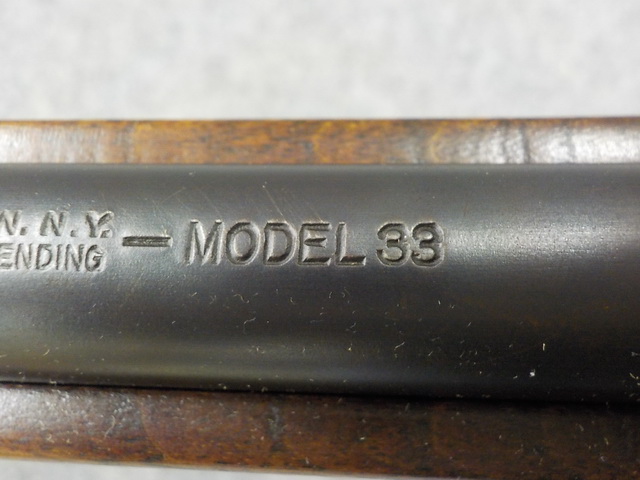 N. N.Y.
ENDING — MODEL 33